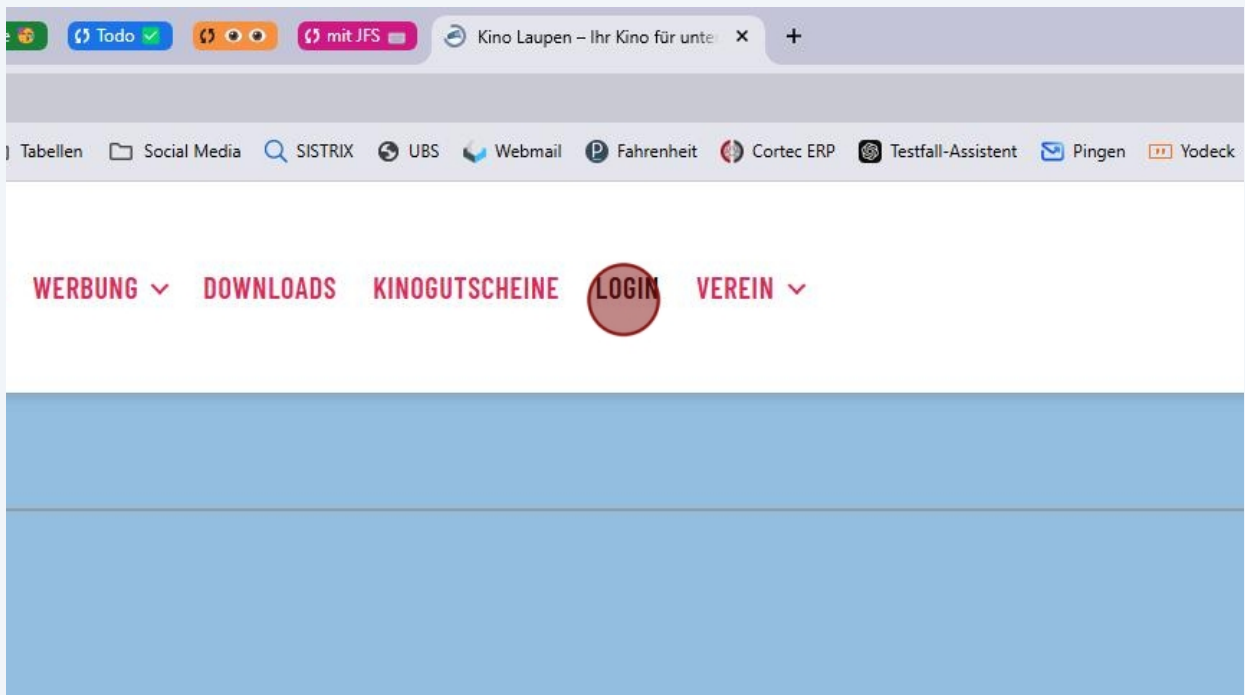 Todo
mit JFS
Kino Laupen – Ihr Kino für unte
Tabellen Social Media SISTRIX UBS Webmail Fahrenheit Cortec ERP Testfall-Assistent Pingen Yodeck
WERBUNG DOWNLOADS KINOGUTSCHEINE LOGIN VEREIN